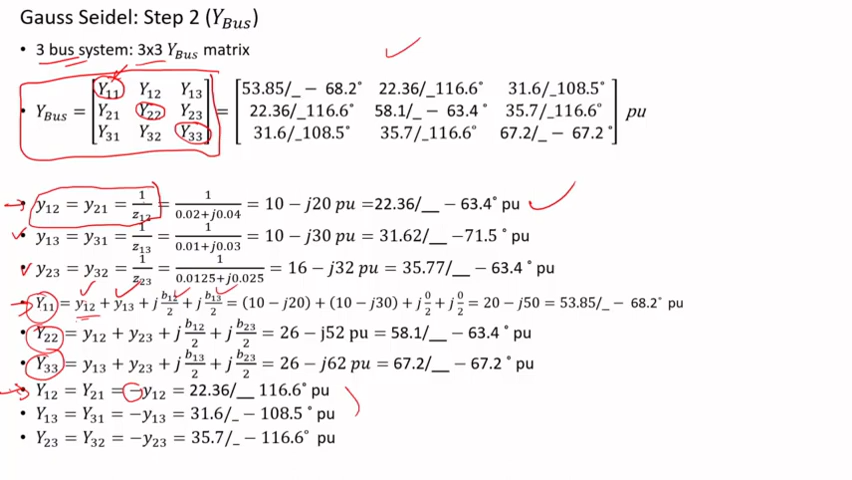 Gauss Seidel: Step 2 (Y_Bus)
• 3 bus system: 3x3 Y_Bus matrix
• Y_Bus = [Y11 Y12 Y13; Y21 Y22 Y23; Y31 Y32 Y33] = [53.85/_ − 68.2° 22.36/_116.6° 31.6/_108.5°; 22.36/_116.6° 58.1/_ − 63.4° 35.7/_116.6°; 31.6/_108.5° 35.7/_116.6° 67.2/_ − 67.2°] pu
y12 = y21 = 1/z12 = 1/(0.02+j0.04) = 10 − j20 pu =22.36/__ − 63.4° pu
• y13 = y31 = 1/z13 = 1/(0.01+j0.03) = 10 − j30 pu = 31.62/__ −71.5° pu
y23 = y32 = 1/z23 = 1/(0.0125+j0.025) = 16 − j32 pu = 35.77/__ − 63.4° pu
Y11 = y12 + y13 + j b12/2 + j b13/2 = (10 − j20) + (10 − j30) + j 0/2 + j 0/2 = 20 − j50 = 53.85/_ − 68.2° pu
• Y22 = y12 + y23 + j b12/2 + j b23/2 = 26 − j52 pu = 58.1/__ − 63.4° pu
• Y33 = y13 + y23 + j b13/2 + j b23/2 = 26 − j62 pu = 67.2/__ − 67.2° pu
• Y12 = Y21 = −y12 = 22.36/__ 116.6° pu
• Y13 = Y31 = −y13 = 31.6/_ − 108.5° pu
• Y23 = Y32 = −y23 = 35.7/_ − 116.6° pu